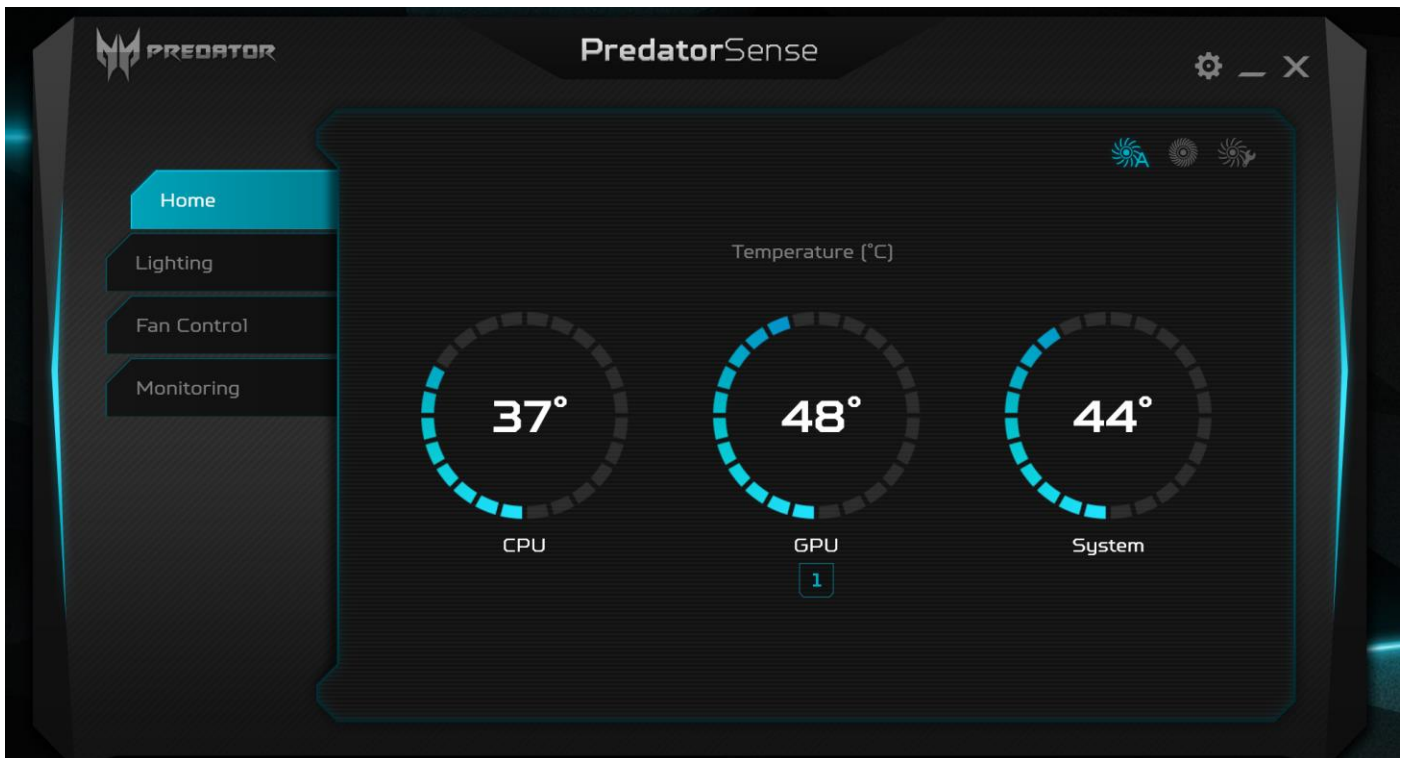 PREDATOR
PredatorSense
Home
Lighting
Fan Control
Monitoring
A
Temperature (°C)
37°
48°
44°
CPU
GPU
System
1